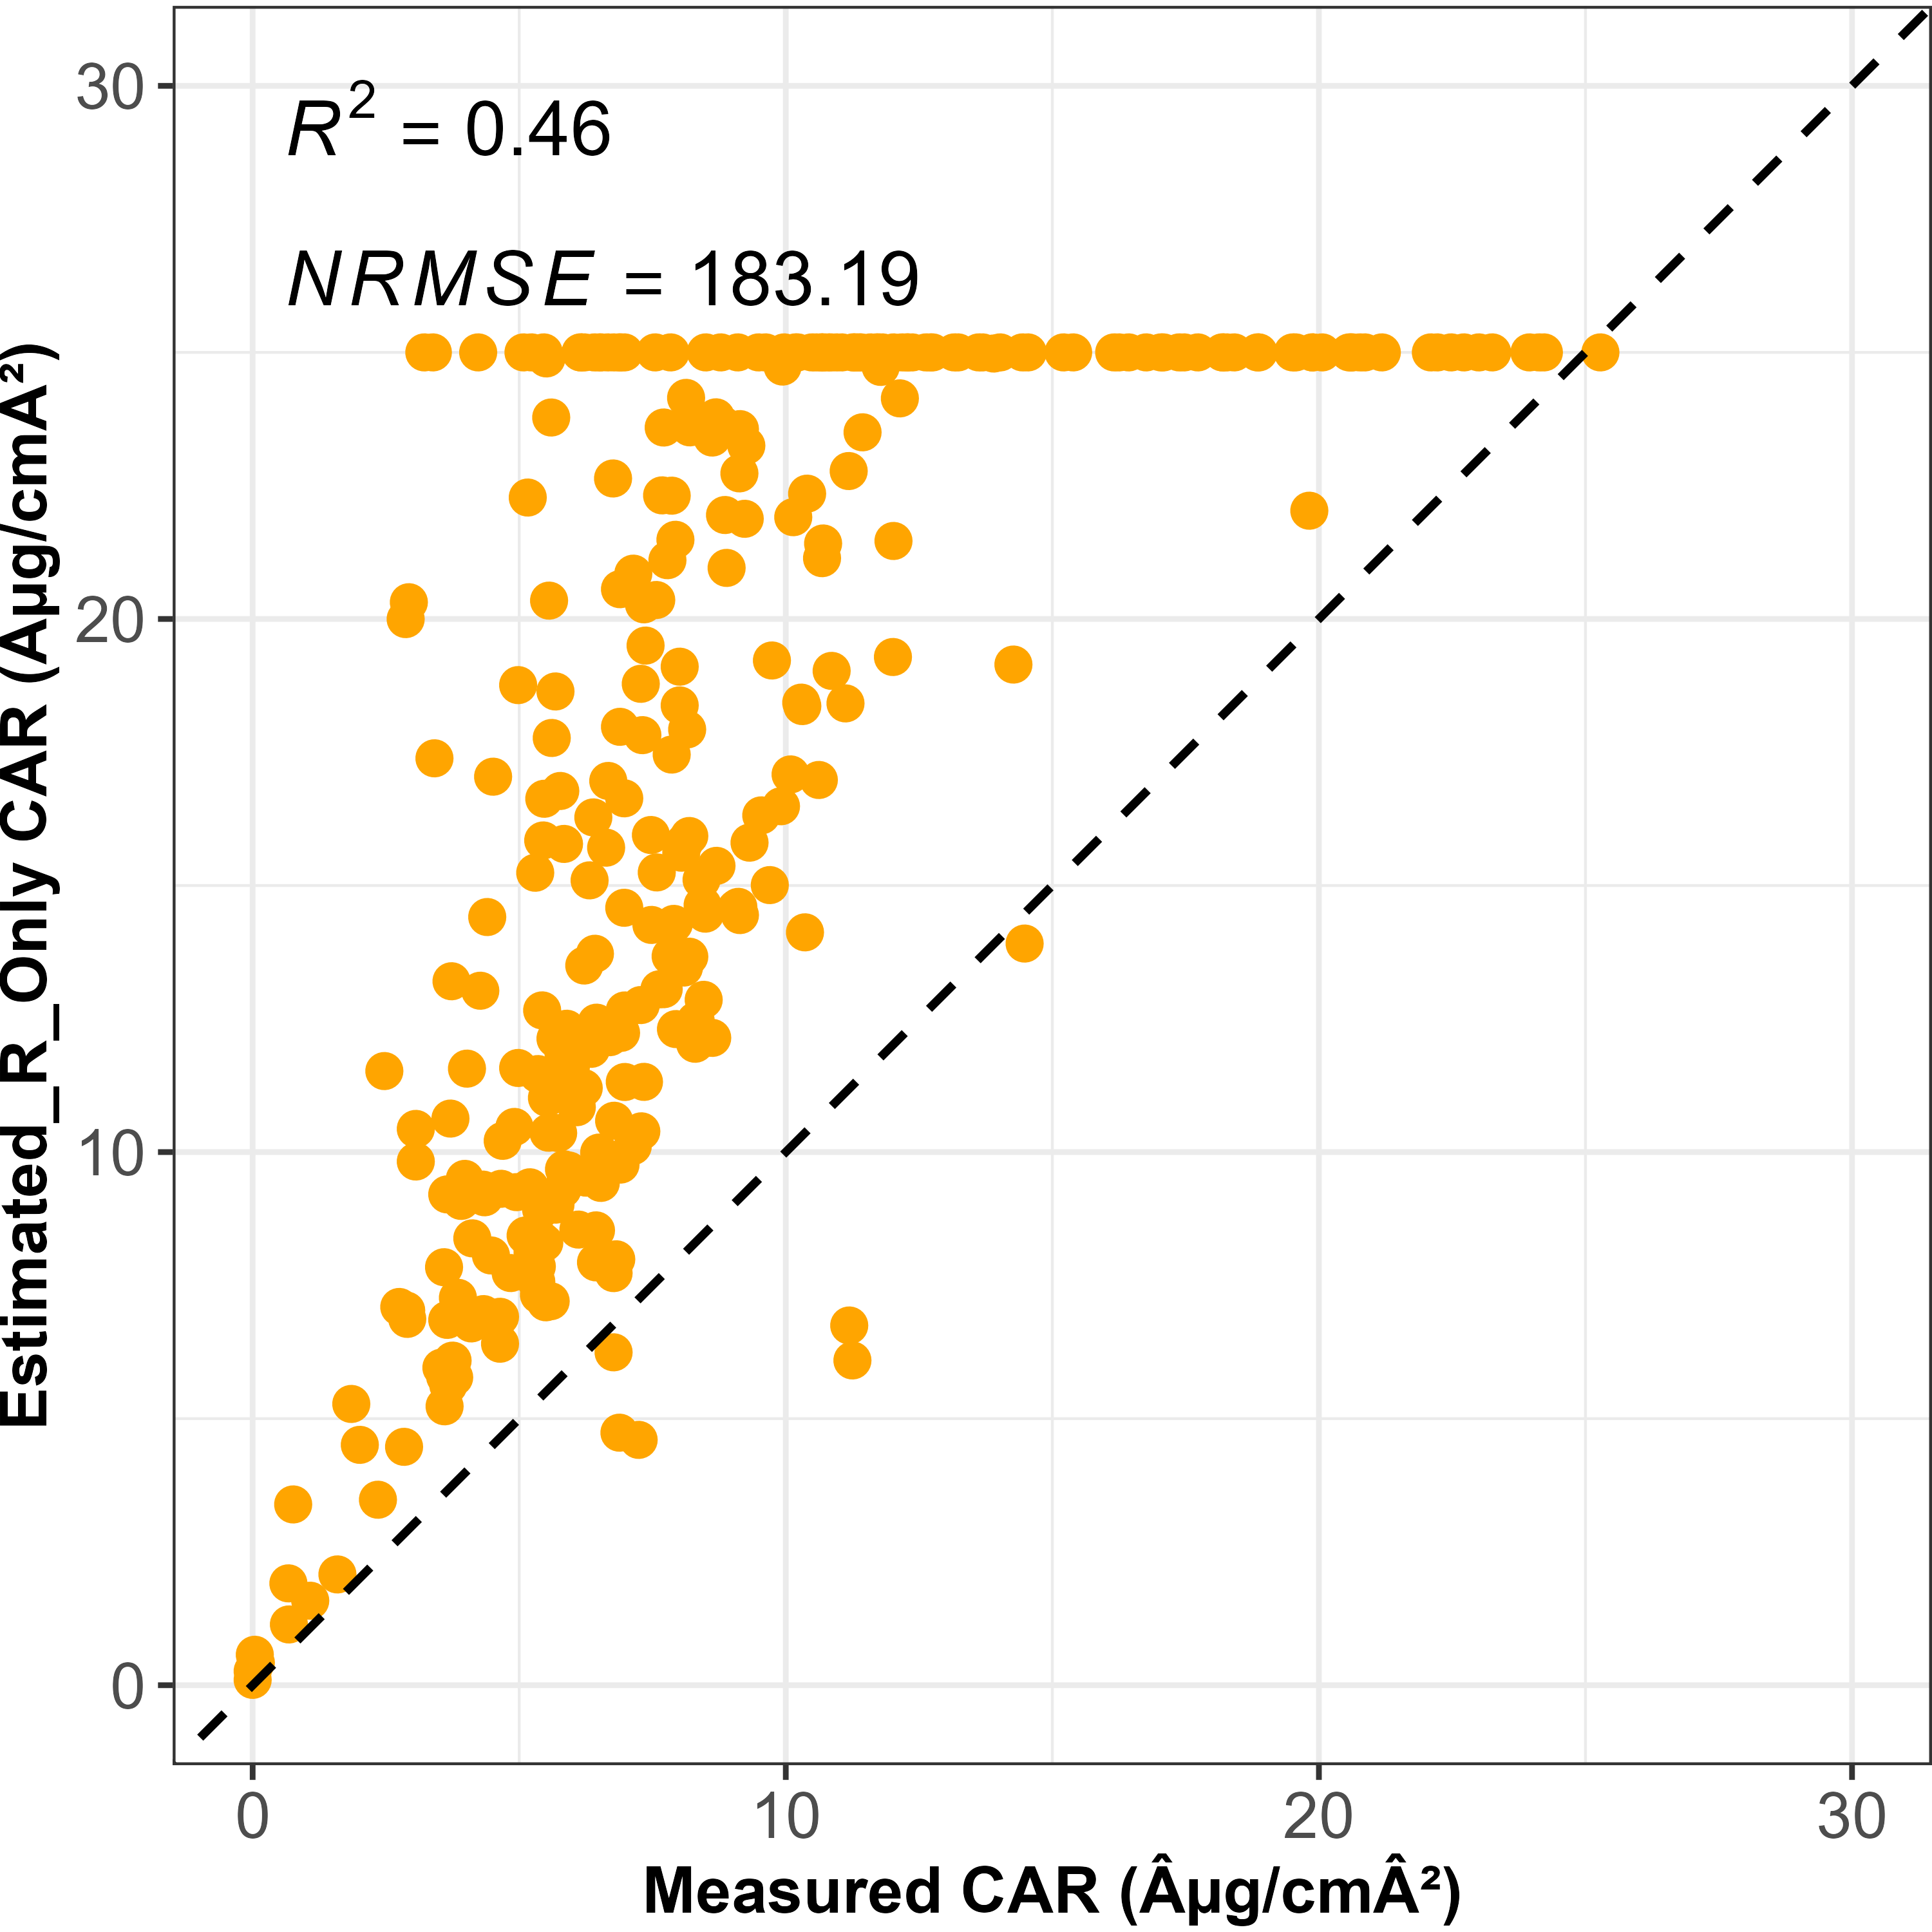 R² = 0.46
NRMSE = 183.19
Estimated_R_Only CAR (Âµg/cmÂ²)
30
20
10
0
0 10 20 30
Measured CAR (Âµg/cmÂ²)